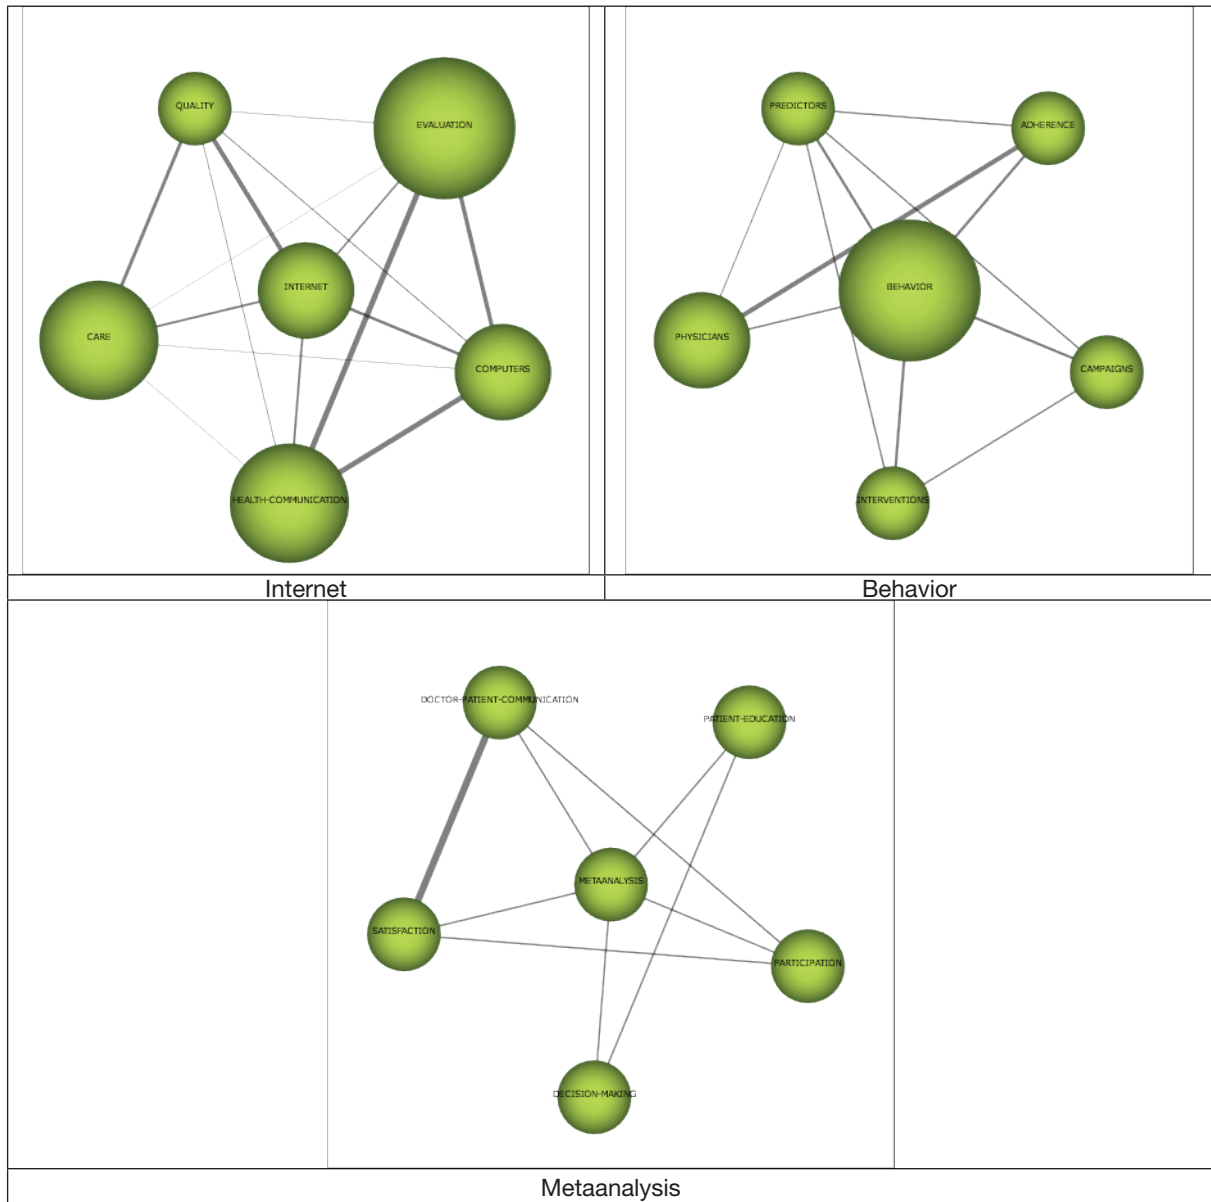 QUALITY
EVALUATION
INTERNET
CARE
COMPUTERS
HEALTH-COMMUNICATION
Internet
PREDICTORS
ADHERENCE
BEHAVIOR
PHYSICIANS
CAMPAIGNS
INTERVENTIONS
Behavior
DOCTOR-PATIENT-COMMUNICATION
PATIENT-EDUCATION
METAANALYSIS
SATISFACTION
PARTICIPATION
DECISION-MAKING
Metaanalysis